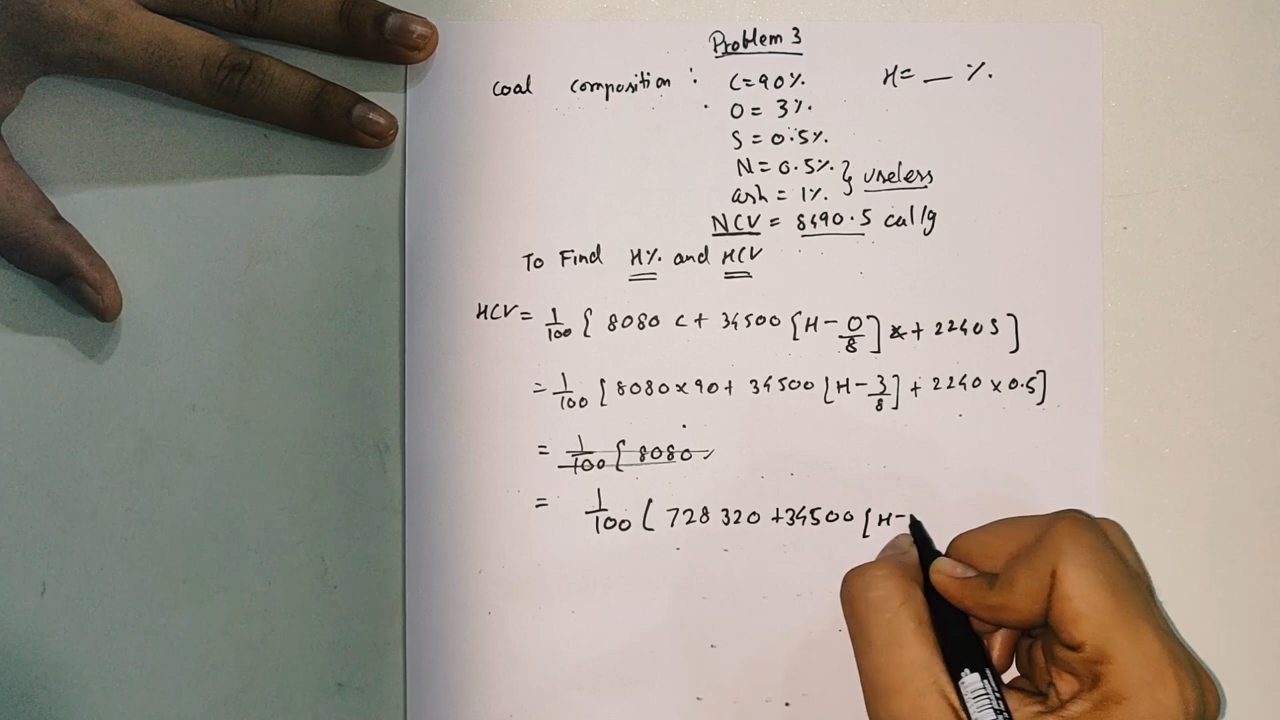 Problem 3
Coal composition : C=90%. H= __ %.
O = 3%.
S = 0.5%.
N = 0.5%. } useless
ash = 1%.
NCV = 8490.5 cal/g
To Find H%. and HCV
HCV = 1/100 { 8080 C + 34500 [H - O/8] + 2240 S ]
= 1/100 [ 8080 x 90 + 34500 [H - 3/8] + 2240 x 0.5]
= 1/100 [ 8080
= 1/100 [ 728320 + 34500 [H-